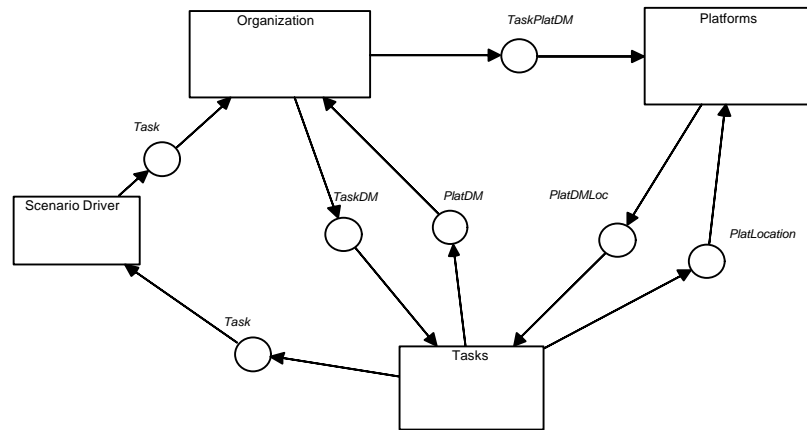 Organization
TaskPlatDM
Platforms
Task
TaskDM
PlatDM
PlatDMLoc
Scenario Driver
PlatLocation
Task
Tasks